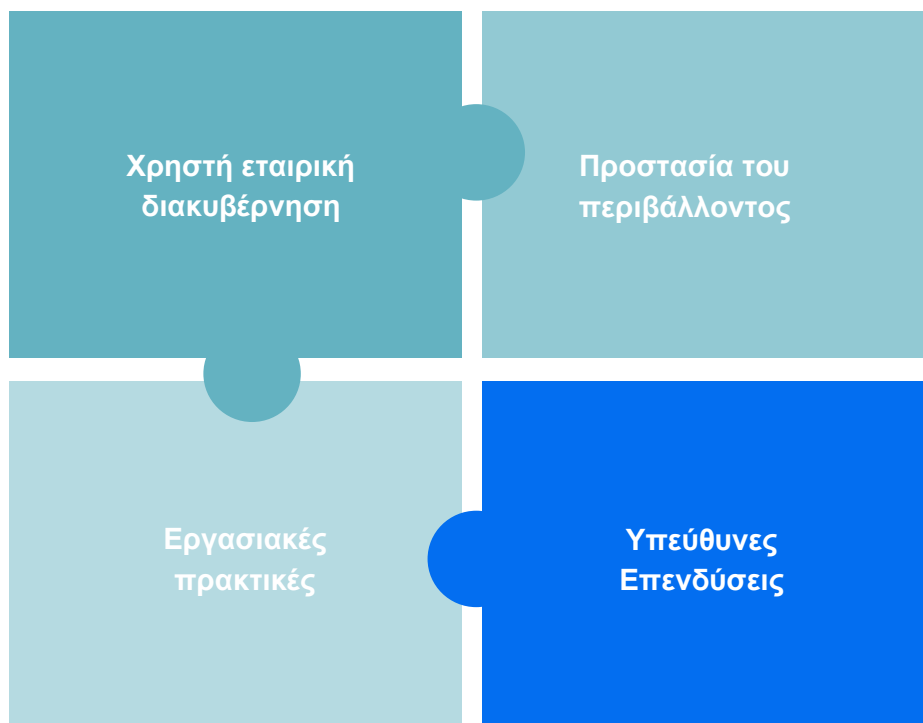 Χρηστή εταιρική
διακυβέρνηση
Προστασία του
περιβάλλοντος
Εργασιακές
πρακτικές
Υπεύθυνες
Επενδύσεις